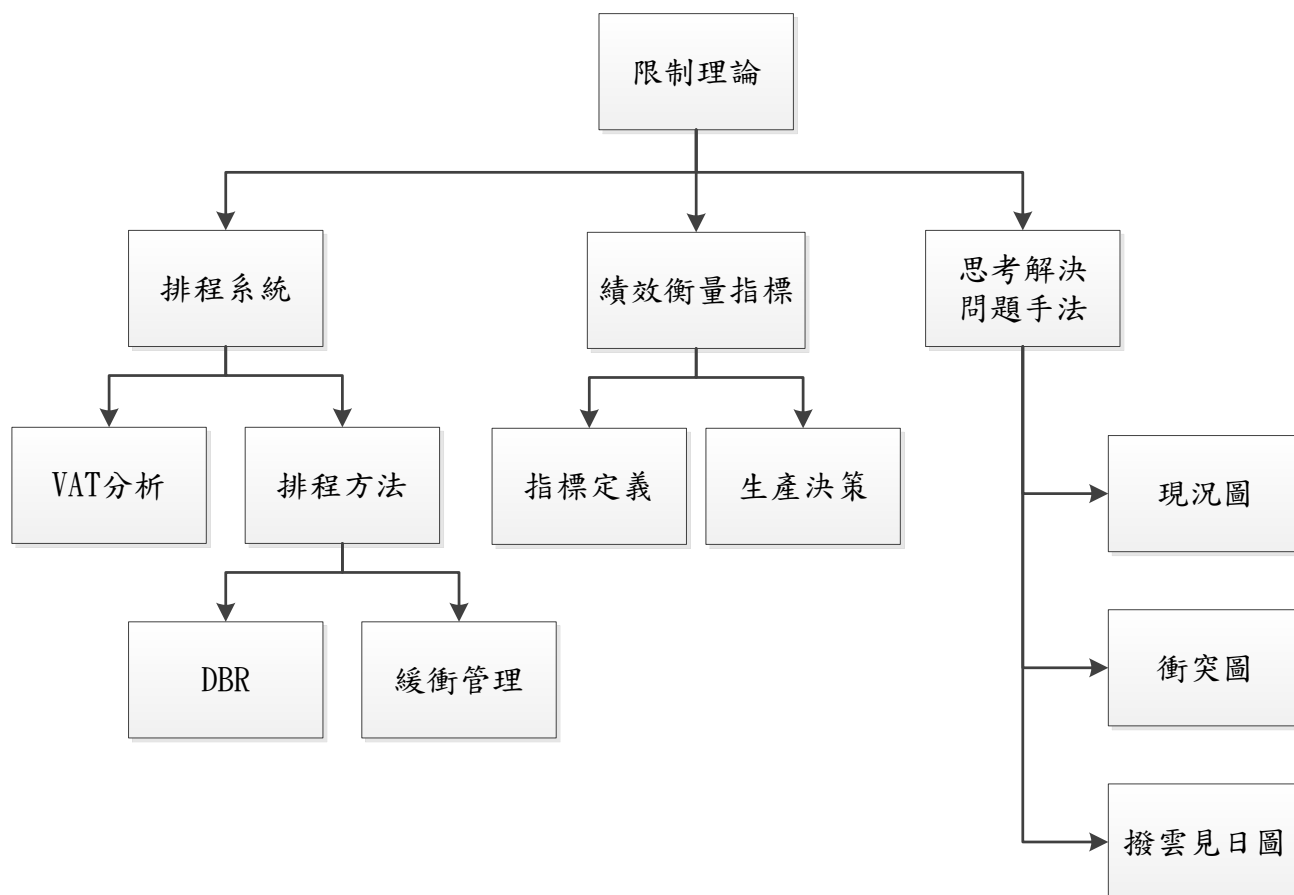 限制理論
排程系統
績效衡量指標
思考解決
問題手法
VAT分析
排程方法
指標定義
生產決策
現況圖
DBR
緩衝管理
衝突圖
撥雲見日圖